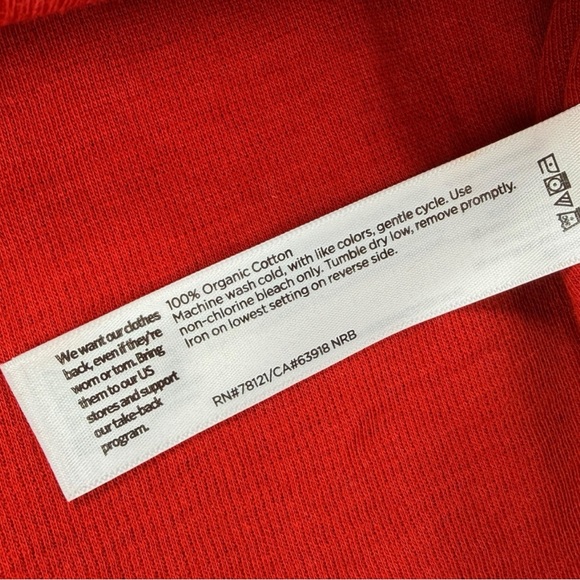 We want our clothes
back, even if they're
worn or torn. Bring
them to our US
stores and support
our take-back
program.
100% Organic Cotton
Machine wash cold, with like colors, gentle cycle. Use
non-chlorine bleach only. Tumble dry low, remove promptly.
Iron on lowest setting on reverse side.
RN#78121/CA#63918 NRB